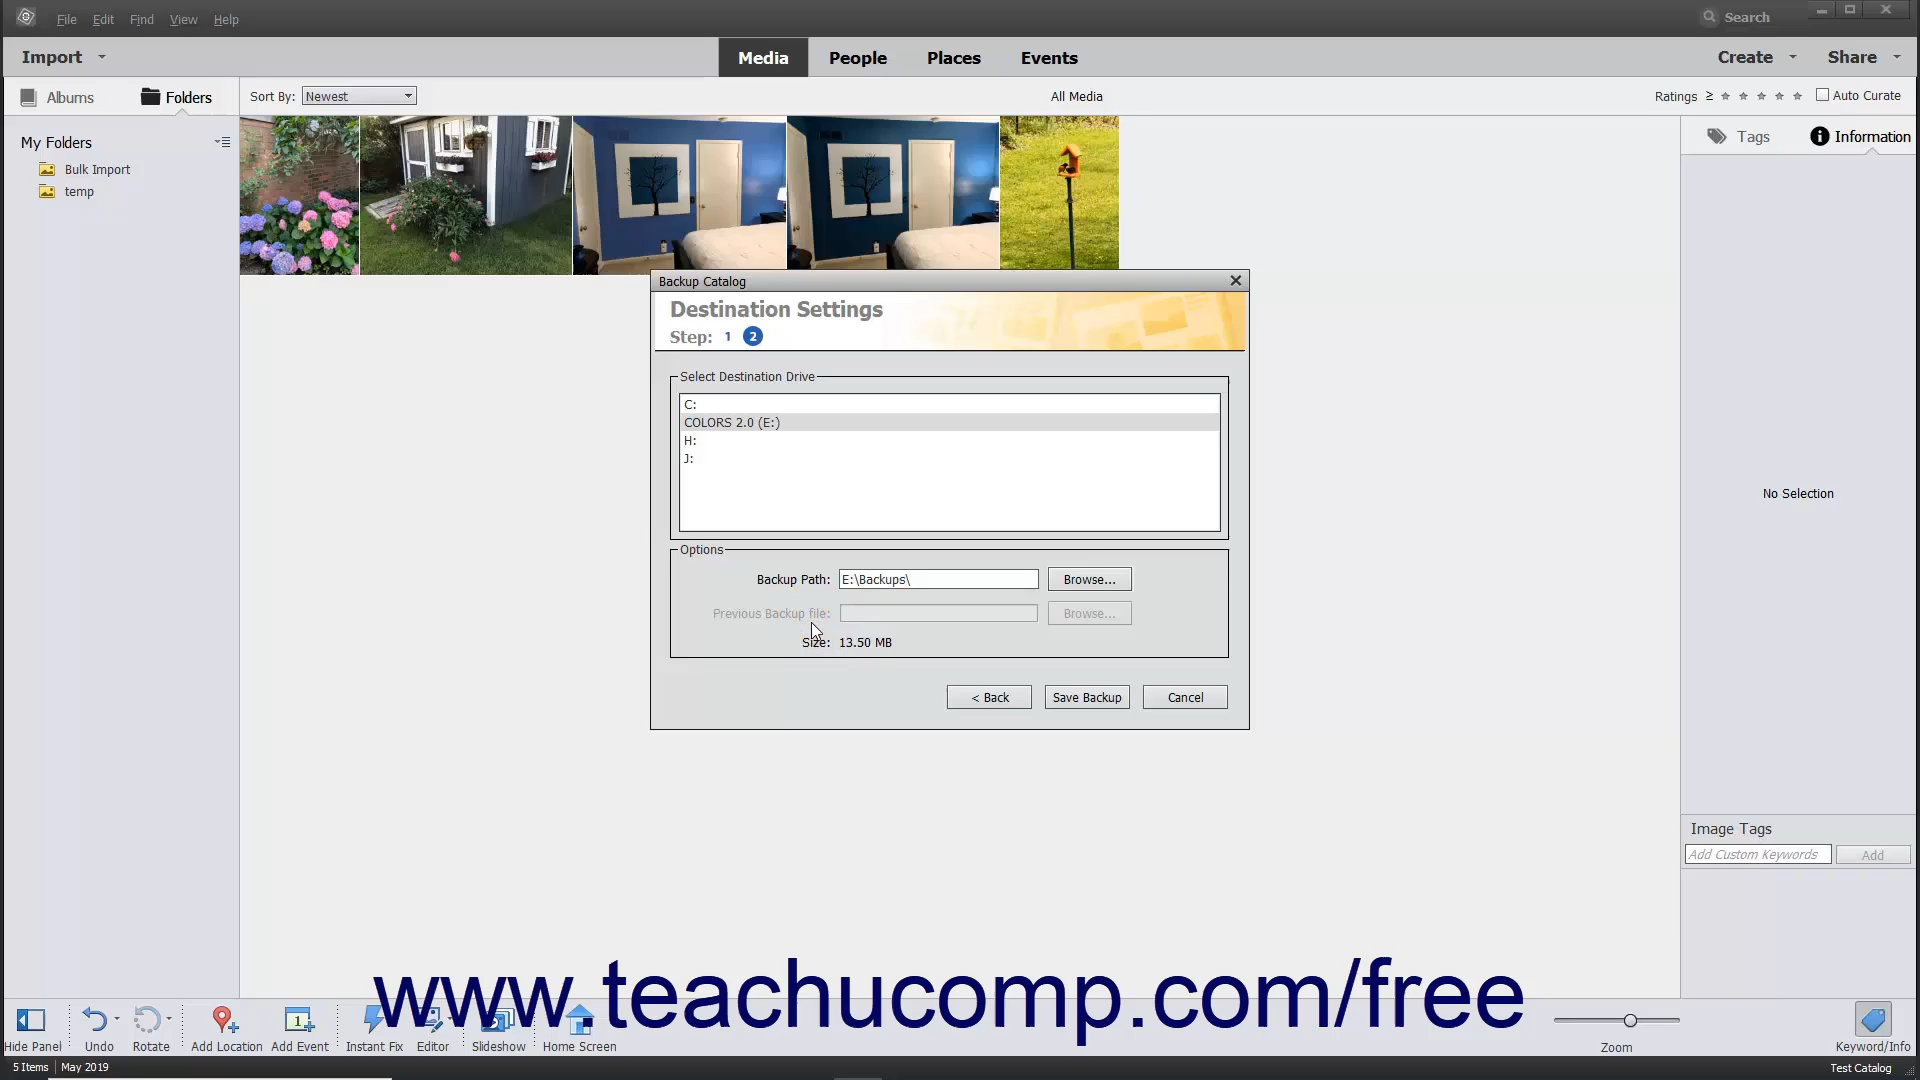 File Edit Find View Help
Search
Import
Media People Places Events
Create Share
Albums Folders
Sort By: Newest
All Media
Ratings ≥ Auto Curate
My Folders
Bulk Import
temp
Tags Information
No Selection
Backup Catalog
Destination Settings
Step: 1 2
Select Destination Drive
C:
COLORS 2.0 (E:)
H:
J:
Options
Backup Path: E:\Backups\ Browse...
Previous Backup file: Browse...
Size: 13.50 MB
< Back Save Backup Cancel
Image Tags
Add Custom Keywords Add
www.teachucomp.com/free
Hide Panel Undo Rotate Add Location Add Event Instant Fix Editor Slideshow Home Screen Zoom Keyword/Info
5 Items May 2019 Test Catalog